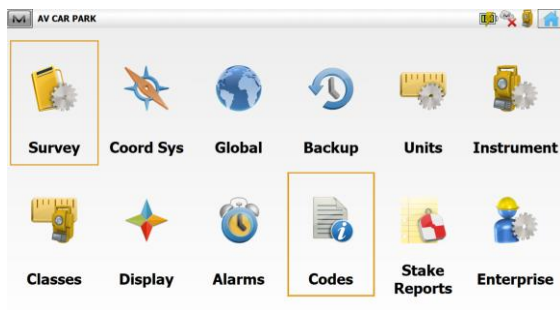 M AV CAR PARK
Survey Coord Sys Global Backup Units Instrument
Classes Display Alarms Codes Stake Reports Enterprise